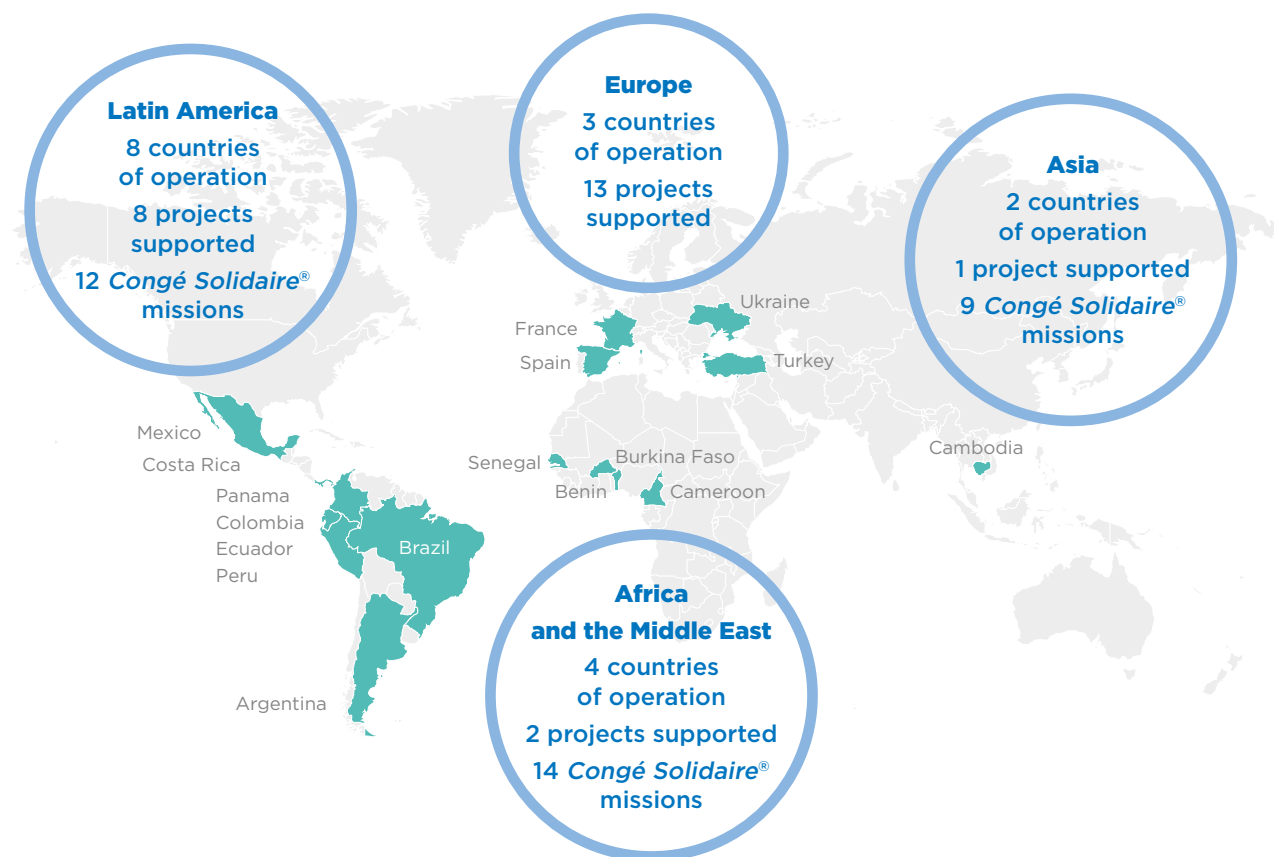 Latin America
8 countries
of operation
8 projects
supported
12 Congé Solidaire®
missions
Europe
3 countries
of operation
13 projects
supported
Asia
2 countries
of operation
1 project supported
9 Congé Solidaire®
missions
Ukraine
France
Spain
Turkey
Mexico
Costa Rica
Panama
Colombia
Ecuador
Peru
Brazil
Argentina
Senegal
Burkina Faso
Benin
Cameroon
Cambodia
Africa
and the Middle East
4 countries
of operation
2 projects supported
14 Congé Solidaire®
missions